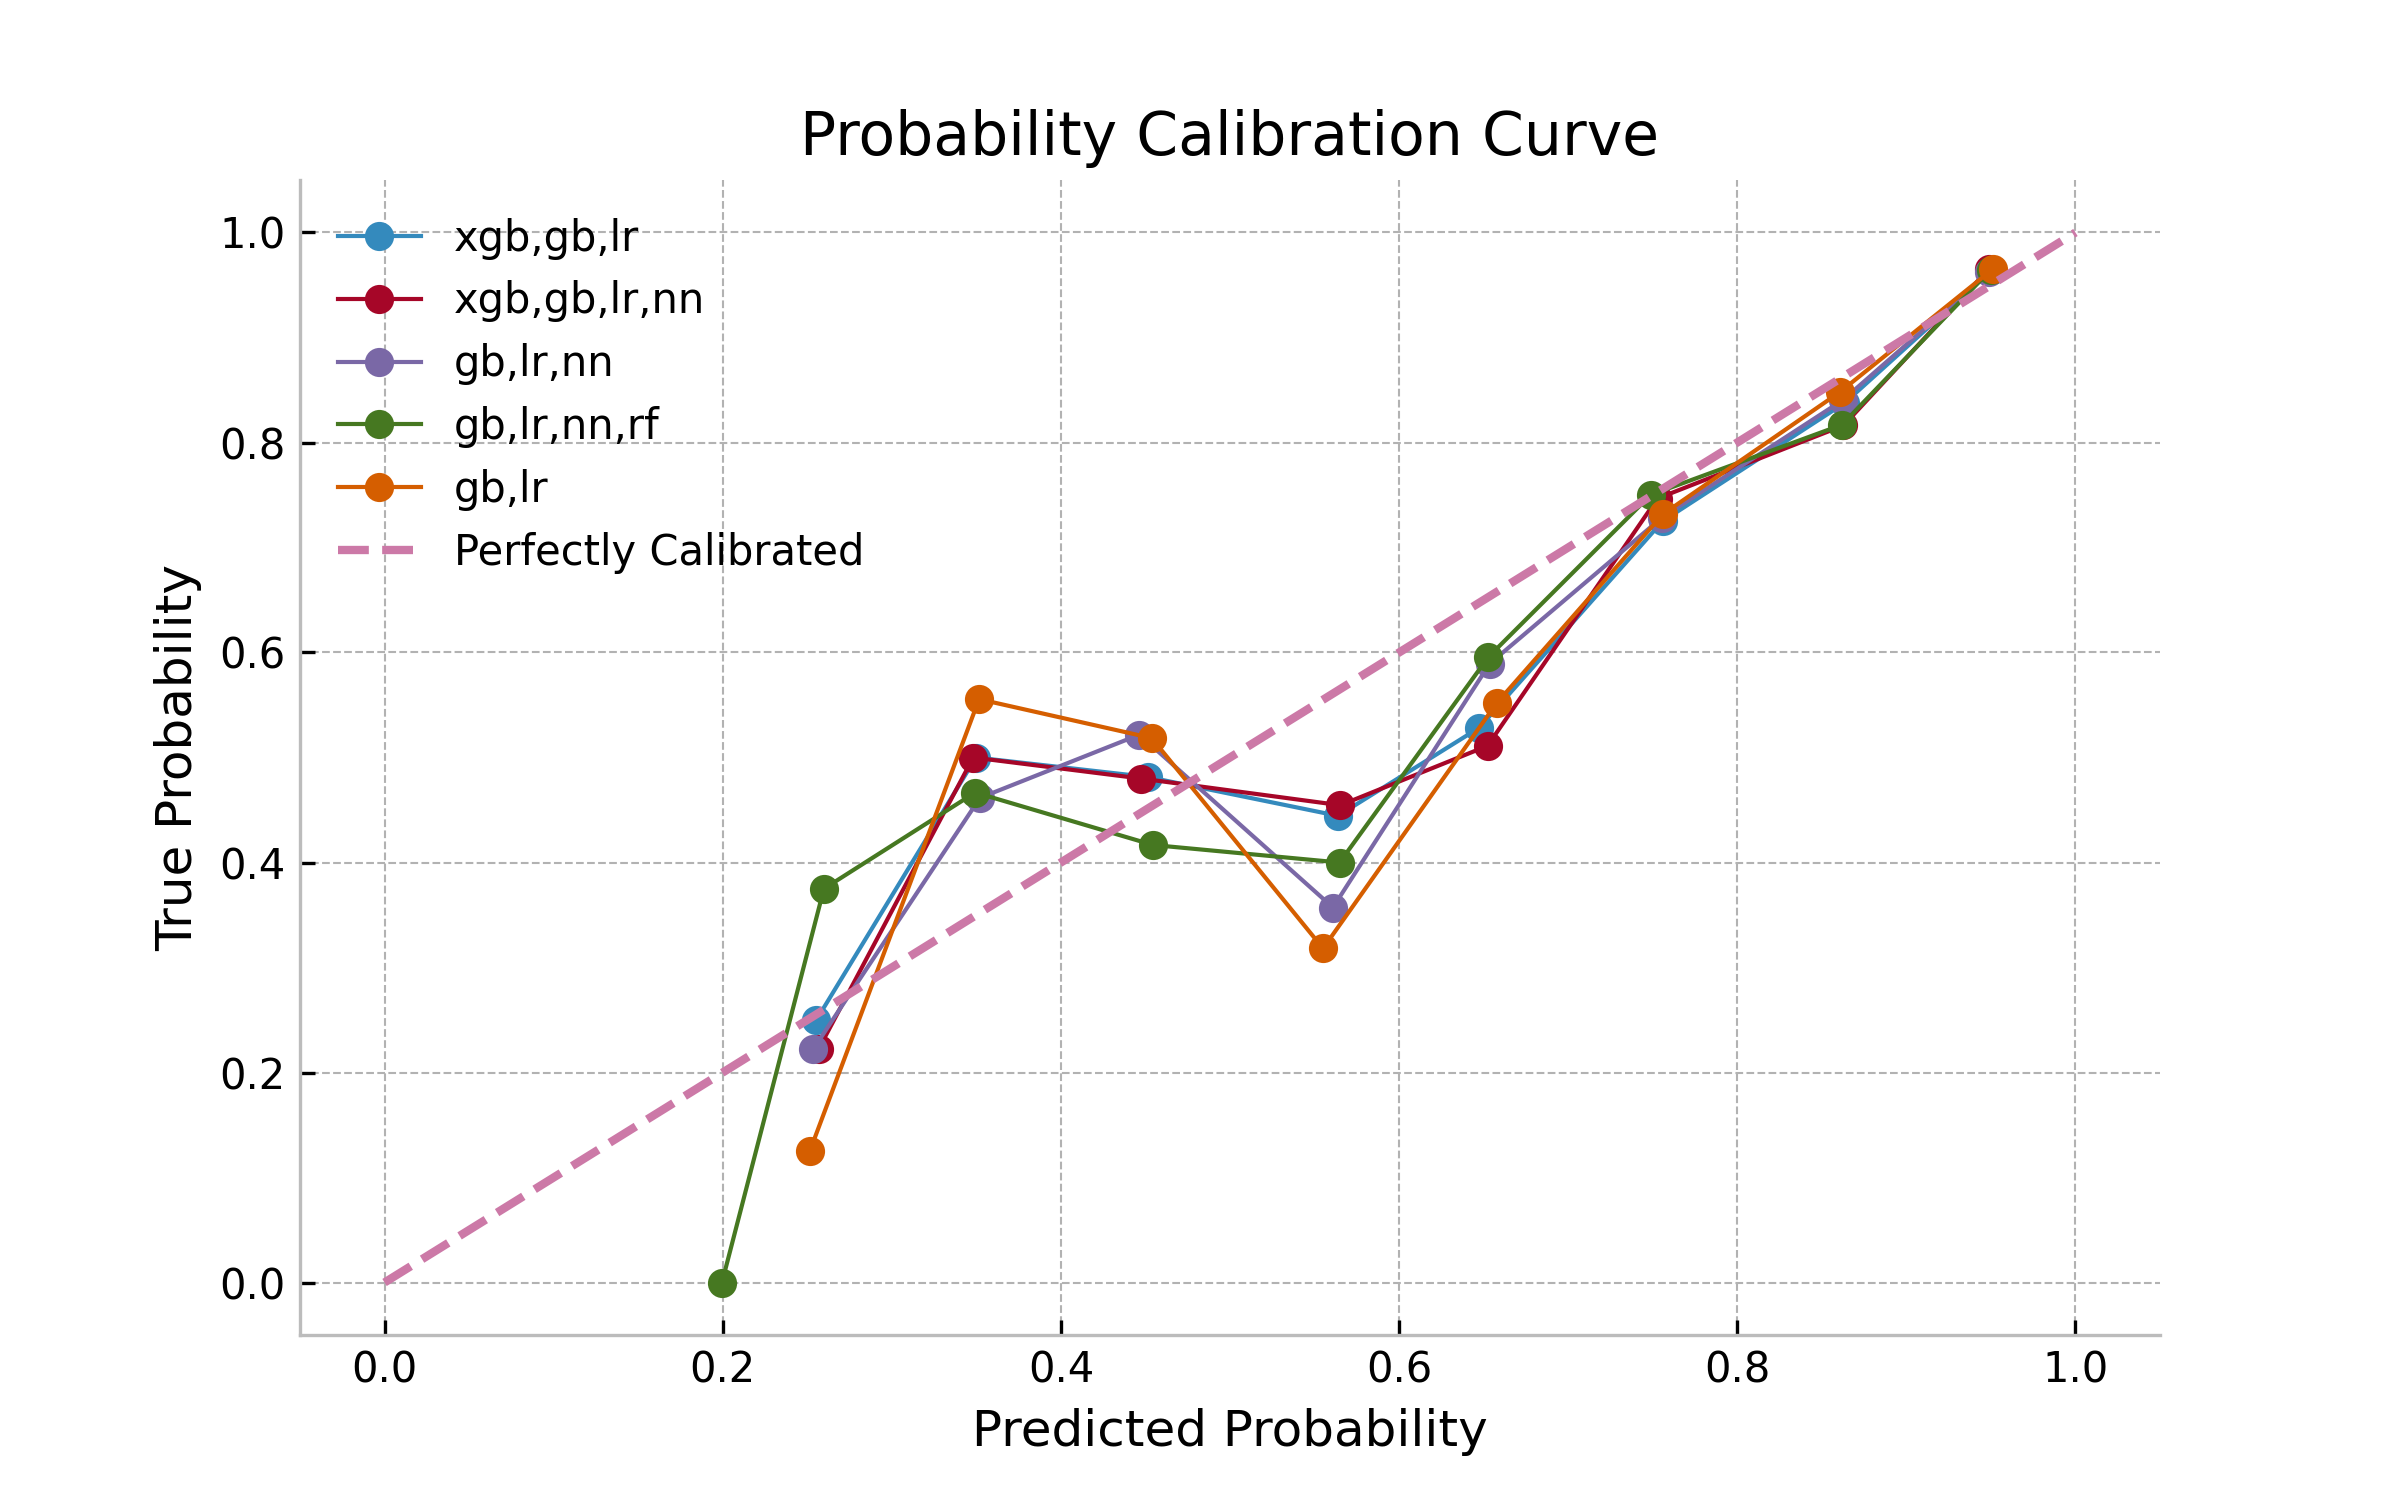 Probability Calibration Curve
xgb,gb,lr
xgb,gb,lr,nn
gb,lr,nn
gb,lr,nn,rf
gb,lr
Perfectly Calibrated
True Probability
1.0
0.8
0.6
0.4
0.2
0.0
0.0 0.2 0.4 0.6 0.8 1.0
Predicted Probability